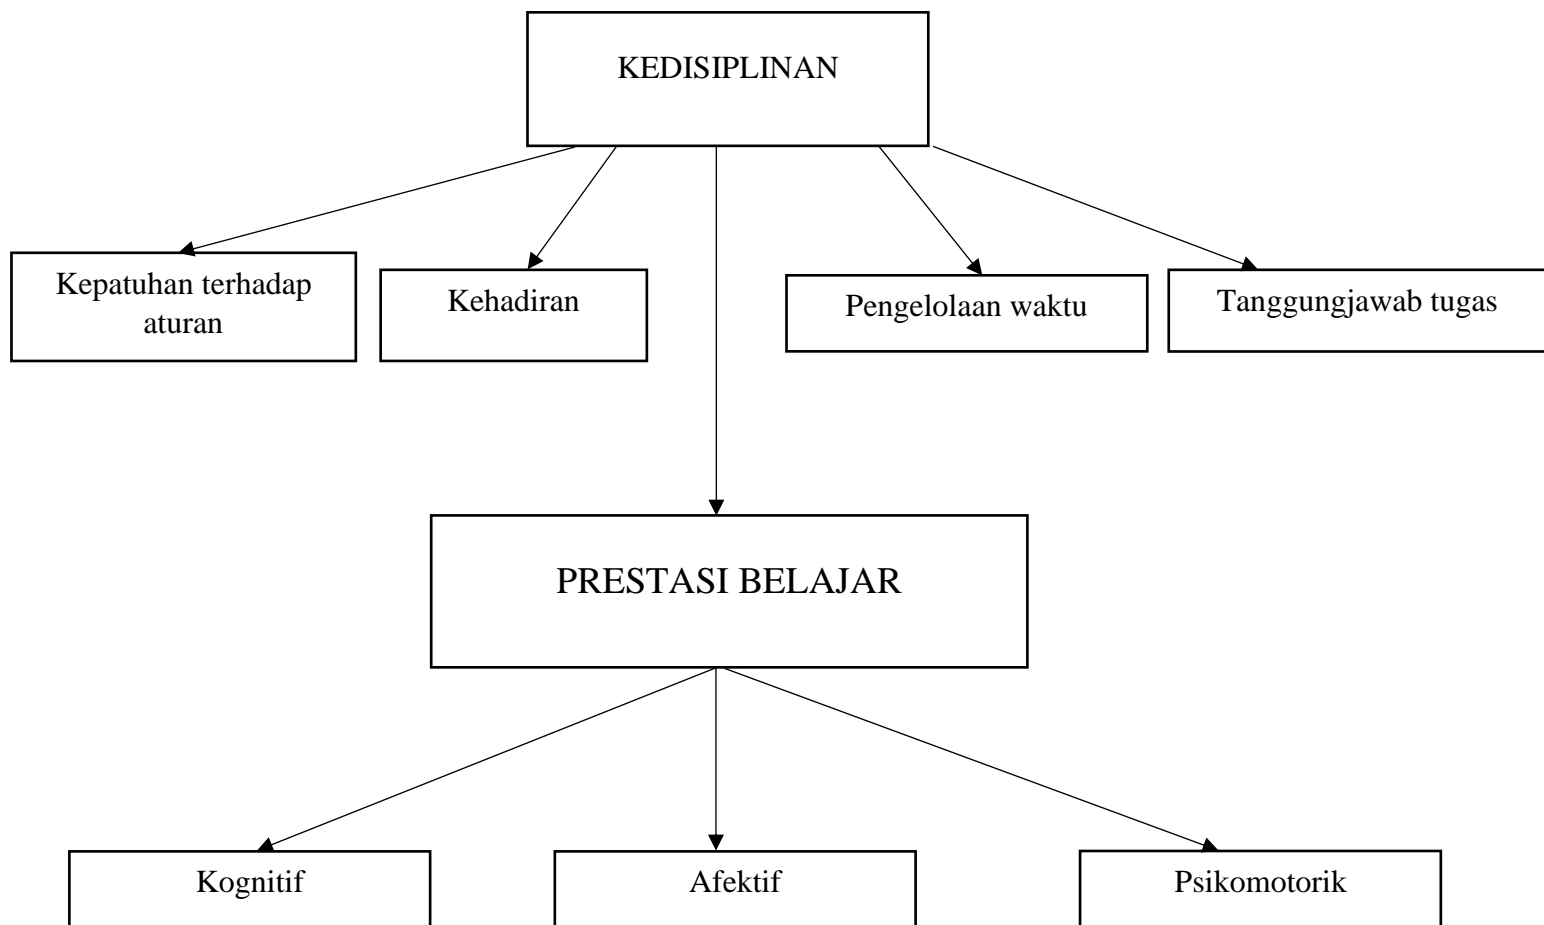 KEDISIPLINAN
Kepatuhan terhadap
aturan
Kehadiran
Pengelolaan waktu
Tanggungjawab tugas
PRESTASI BELAJAR
Kognitif
Afektif
Psikomotorik